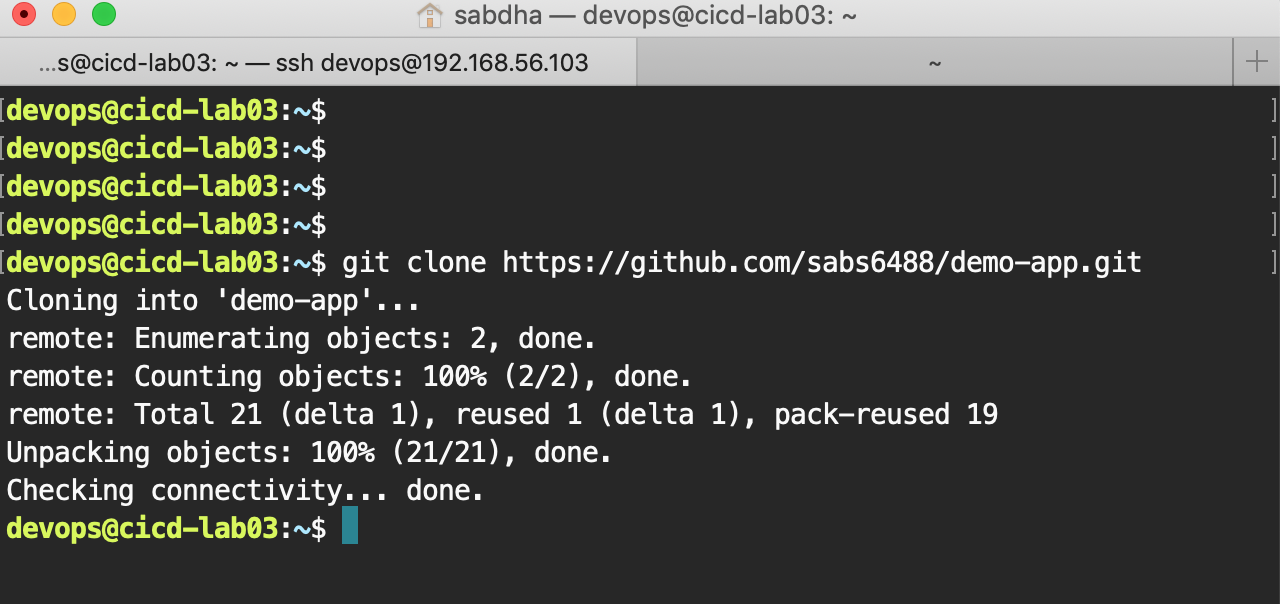 sabdha — devops@cicd-lab03: ~
...s@cicd-lab03: ~ — ssh devops@192.168.56.103
~
devops@cicd-lab03:~$
devops@cicd-lab03:~$
devops@cicd-lab03:~$
devops@cicd-lab03:~$
devops@cicd-lab03:~$ git clone https://github.com/sabs6488/demo-app.git
Cloning into 'demo-app'...
remote: Enumerating objects: 2, done.
remote: Counting objects: 100% (2/2), done.
remote: Total 21 (delta 1), reused 1 (delta 1), pack-reused 19
Unpacking objects: 100% (21/21), done.
Checking connectivity... done.
devops@cicd-lab03:~$